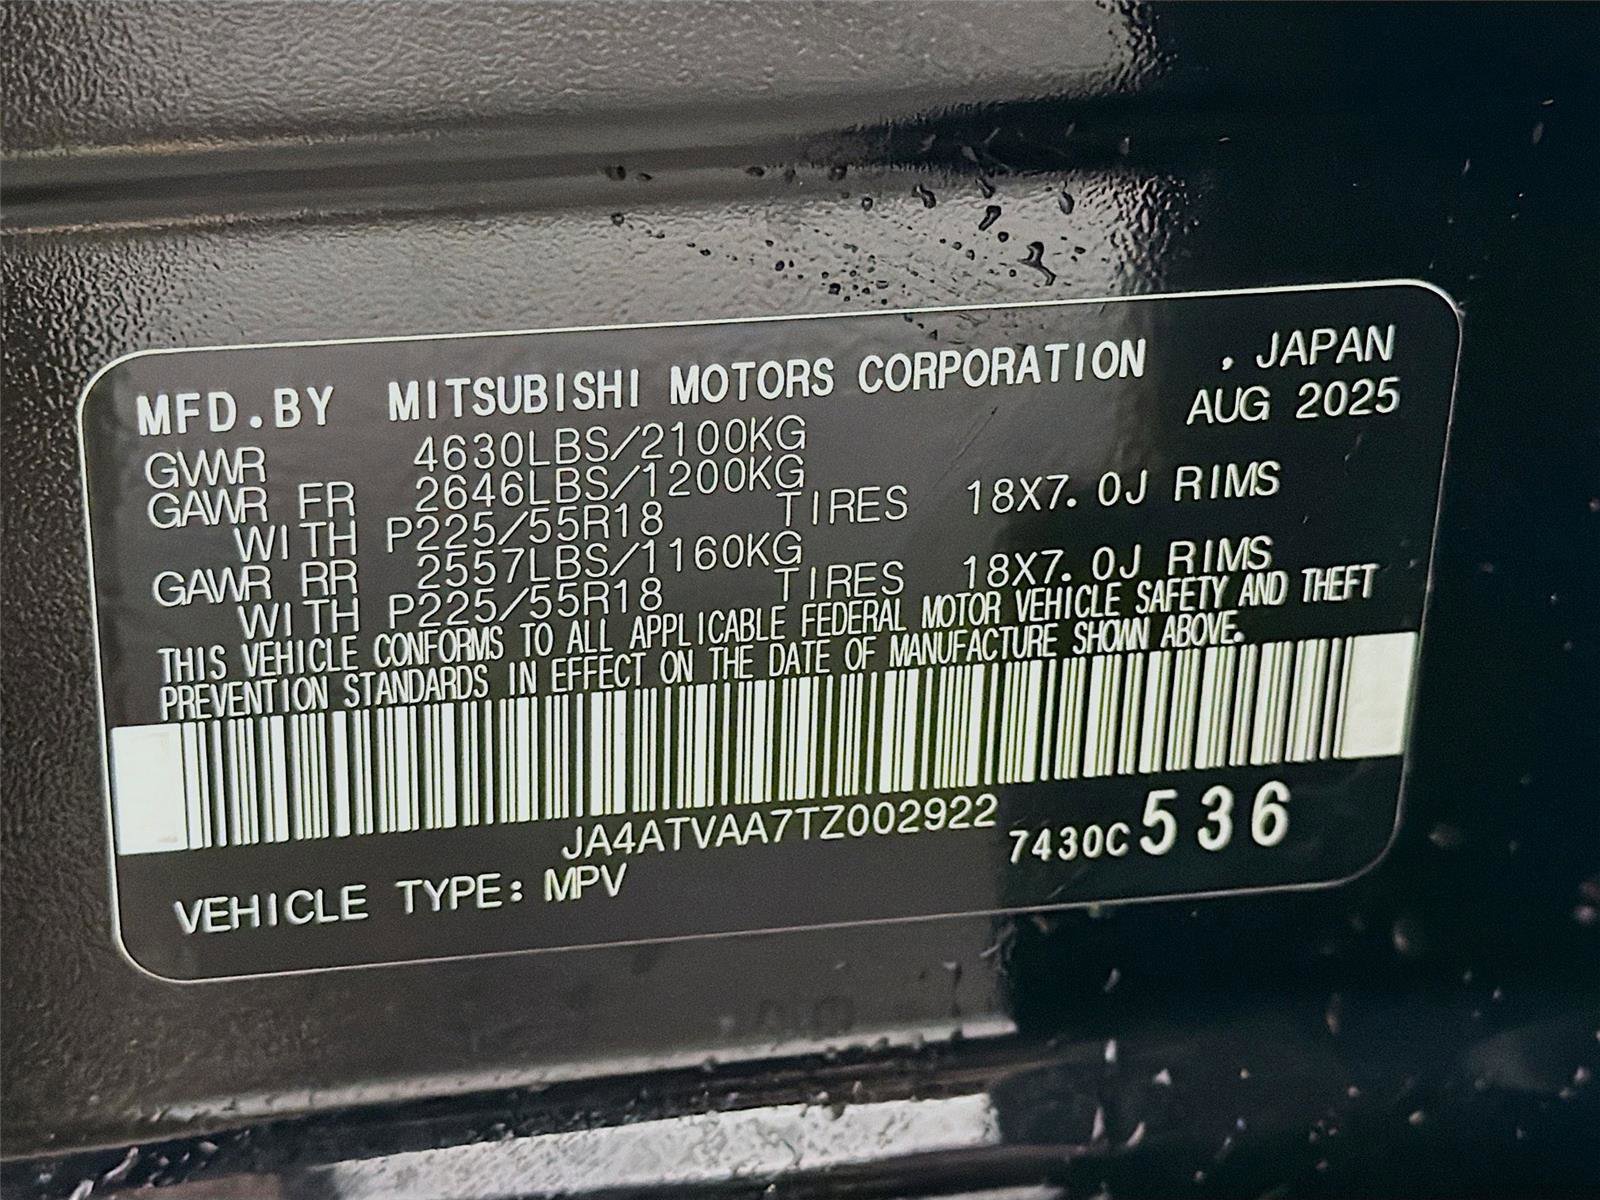 MFD.BY MITSUBISHI MOTORS CORPORATION , JAPAN
AUG 2025
GVWR 4630LBS/2100KG
GAWR FR 2646LBS/1200KG
WITH P225/55R18 TIRES 18X7.0J RIMS
GAWR RR 2557LBS/1160KG
WITH P225/55R18 TIRES 18X7.0J RIMS
THIS VEHICLE CONFORMS TO ALL APPLICABLE FEDERAL MOTOR VEHICLE SAFETY AND THEFT
PREVENTION STANDARDS IN EFFECT ON THE DATE OF MANUFACTURE SHOWN ABOVE.
JA4ATVAA7TZ002922 7430C 536
VEHICLE TYPE: MPV